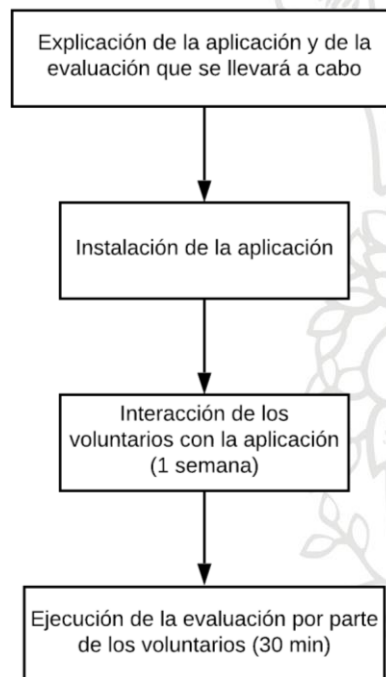 Explicación de la aplicación y de la
evaluación que se llevará a cabo
Instalación de la aplicación
Interacción de los
voluntarios con la aplicación
(1 semana)
Ejecución de la evaluación por parte
de los voluntarios (30 min)